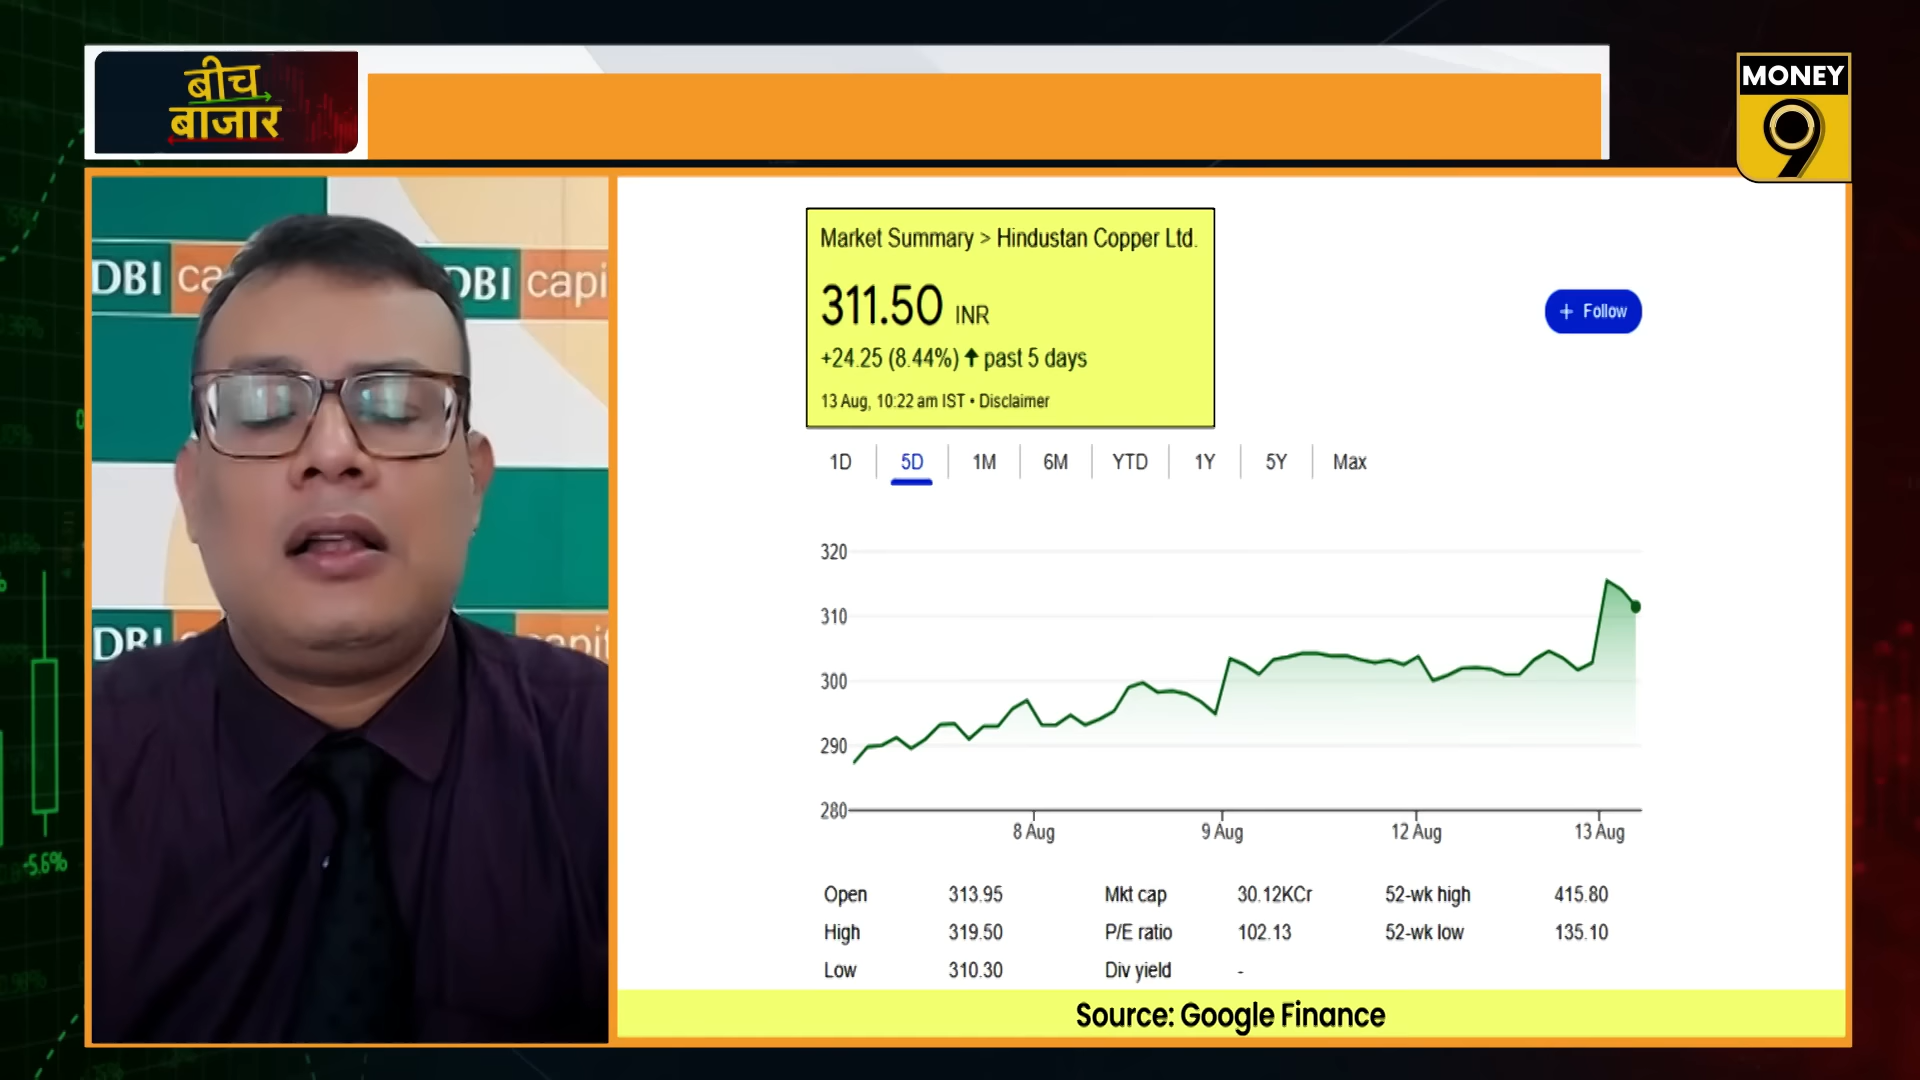 बीच
बाजार
MONEY
9
DBI ca
DBI capi
DBI
capit
Market Summary > Hindustan Copper Ltd.
311.50 INR
+24.25 (8.44%) ↑ past 5 days
13 Aug, 10:22 am IST • Disclaimer
+ Follow
1D 5D 1M 6M YTD 1Y 5Y Max
320
310
300
290
280
8 Aug 9 Aug 12 Aug 13 Aug
Open 313.95 Mkt cap 30.12KCr 52-wk high 415.80
High 319.50 P/E ratio 102.13 52-wk low 135.10
Low 310.30 Div yield -
Source: Google Finance
-5.6%